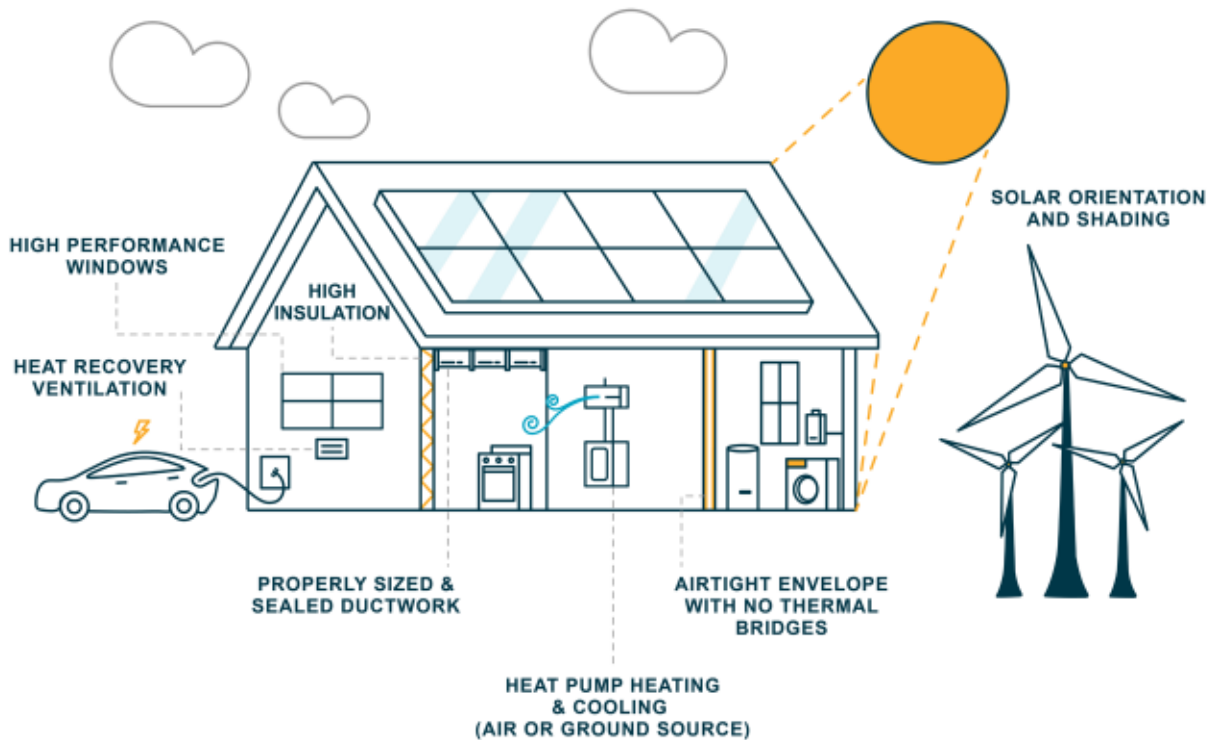 SOLAR ORIENTATION
AND SHADING
HIGH PERFORMANCE
WINDOWS
HIGH
INSULATION
HEAT RECOVERY
VENTILATION
PROPERLY SIZED &
SEALED DUCTWORK
AIRTIGHT ENVELOPE
WITH NO THERMAL
BRIDGES
HEAT PUMP HEATING
& COOLING
(AIR OR GROUND SOURCE)